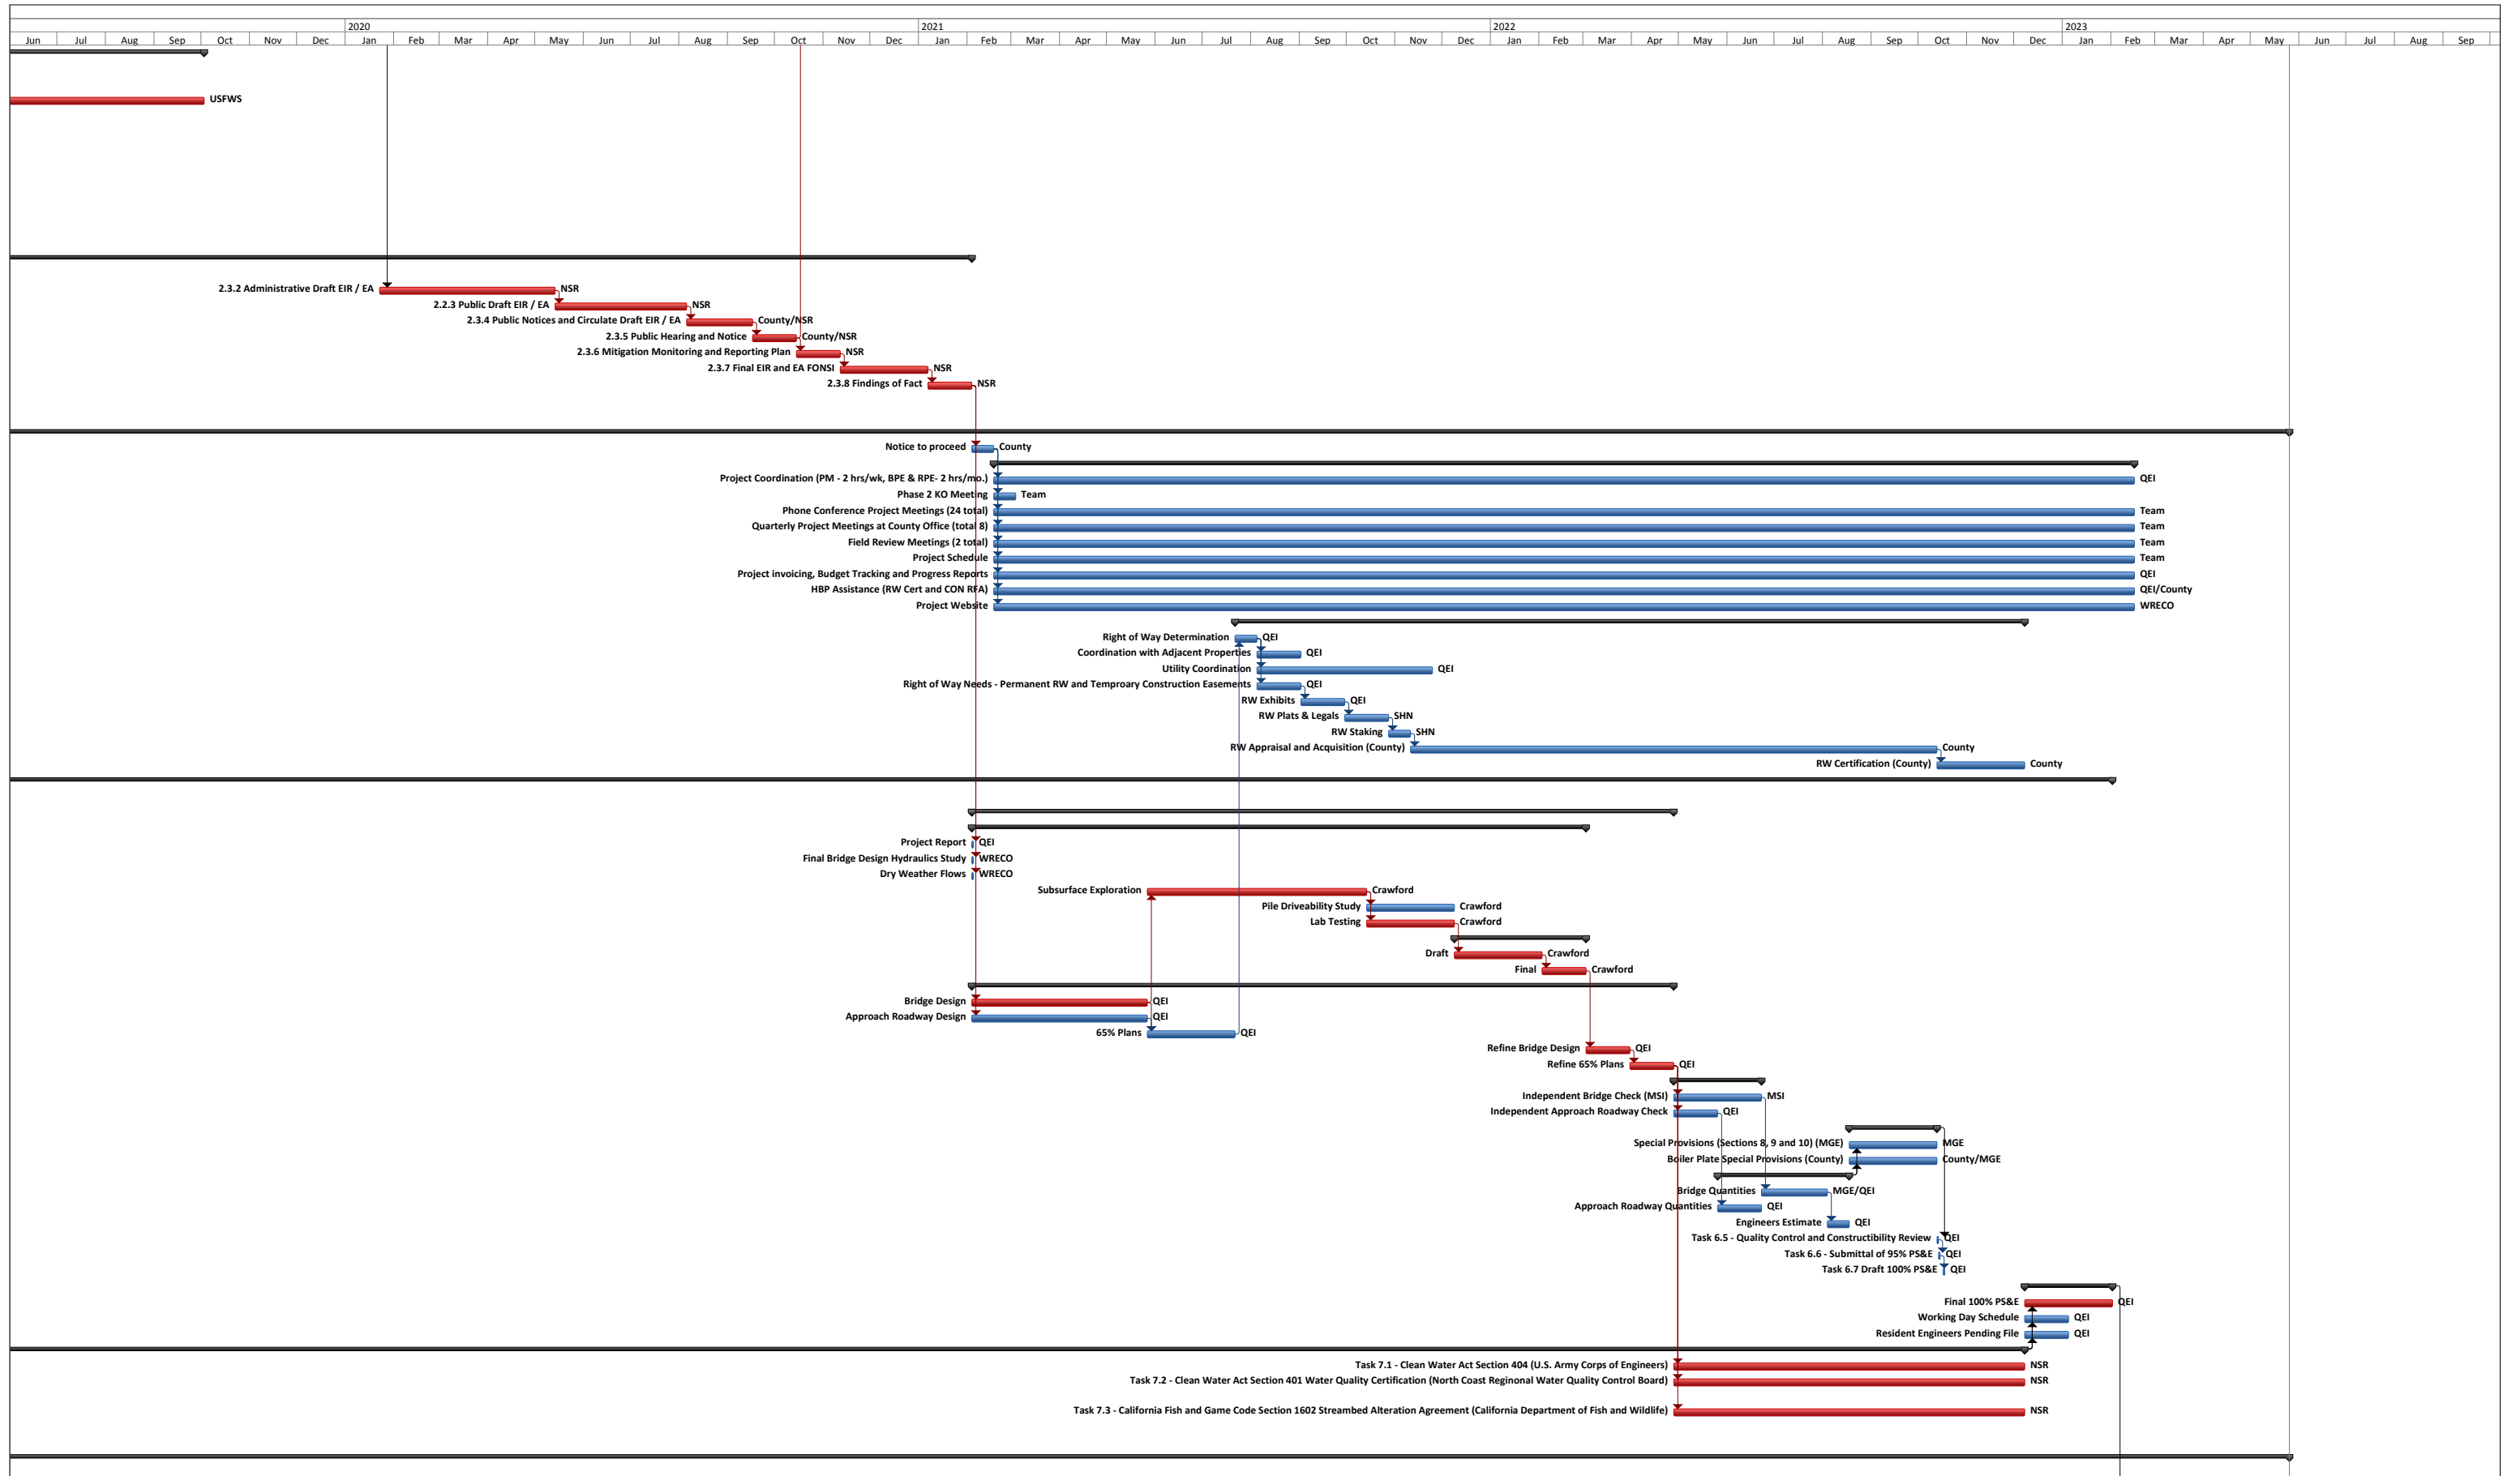 2020 2021 2022 2023
Jun Jul Aug Sep Oct Nov Dec Jan Feb Mar Apr May Jun Jul Aug Sep Oct Nov Dec Jan Feb Mar Apr May Jun Jul Aug Sep Oct Nov Dec Jan Feb Mar Apr May Jun Jul Aug Sep Oct Nov Dec Jan Feb Mar Apr May Jun Jul Aug Sep
USFWS
2.3.2 Administrative Draft EIR / EA NSR
2.2.3 Public Draft EIR / EA NSR
2.3.4 Public Notices and Circulate Draft EIR / EA County/NSR
2.3.5 Public Hearing and Notice County/NSR
2.3.6 Mitigation Monitoring and Reporting Plan NSR
2.3.7 Final EIR and EA FONSI NSR
2.3.8 Findings of Fact NSR
Notice to proceed County
Project Coordination (PM - 2 hrs/wk, BPE & RPE- 2 hrs/mo.) QEI
Phase 2 KO Meeting Team
Phone Conference Project Meetings (24 total) Team
Quarterly Project Meetings at County Office (total 8) Team
Field Review Meetings (2 total) Team
Project Schedule Team
Project invoicing, Budget Tracking and Progress Reports QEI
HBP Assistance (RW Cert and CON RFA) QEI/County
Project Website WRECO
Right of Way Determination QEI
Coordination with Adjacent Properties QEI
Utility Coordination QEI
Right of Way Needs - Permanent RW and Temproary Construction Easements QEI
RW Exhibits QEI
RW Plats & Legals SHN
RW Staking SHN
RW Appraisal and Acquisition (County) County
RW Certification (County) County
Project Report QEI
Final Bridge Design Hydraulics Study WRECO
Dry Weather Flows WRECO
Subsurface Exploration Crawford
Pile Driveability Study Crawford
Lab Testing Crawford
Draft Crawford
Final Crawford
Bridge Design QEI
Approach Roadway Design QEI
65% Plans QEI
Refine Bridge Design QEI
Refine 65% Plans QEI
Independent Bridge Check (MSI) MSI
Independent Approach Roadway Check QEI
Special Provisions (Sections 8, 9 and 10) (MGE) MGE
Boiler Plate Special Provisions (County) County/MGE
Bridge Quantities MGE/QEI
Approach Roadway Quantities QEI
Engineers Estimate QEI
Task 6.5 - Quality Control and Constructibility Review QEI
Task 6.6 - Submittal of 95% PS&E QEI
Task 6.7 Draft 100% PS&E QEI
Final 100% PS&E QEI
Working Day Schedule QEI
Resident Engineers Pending File QEI
Task 7.1 - Clean Water Act Section 404 (U.S. Army Corps of Engineers) NSR
Task 7.2 - Clean Water Act Section 401 Water Quality Certification (North Coast Reginonal Water Quality Control Board) NSR
Task 7.3 - California Fish and Game Code Section 1602 Streambed Alteration Agreement (California Department of Fish and Wildlife) NSR